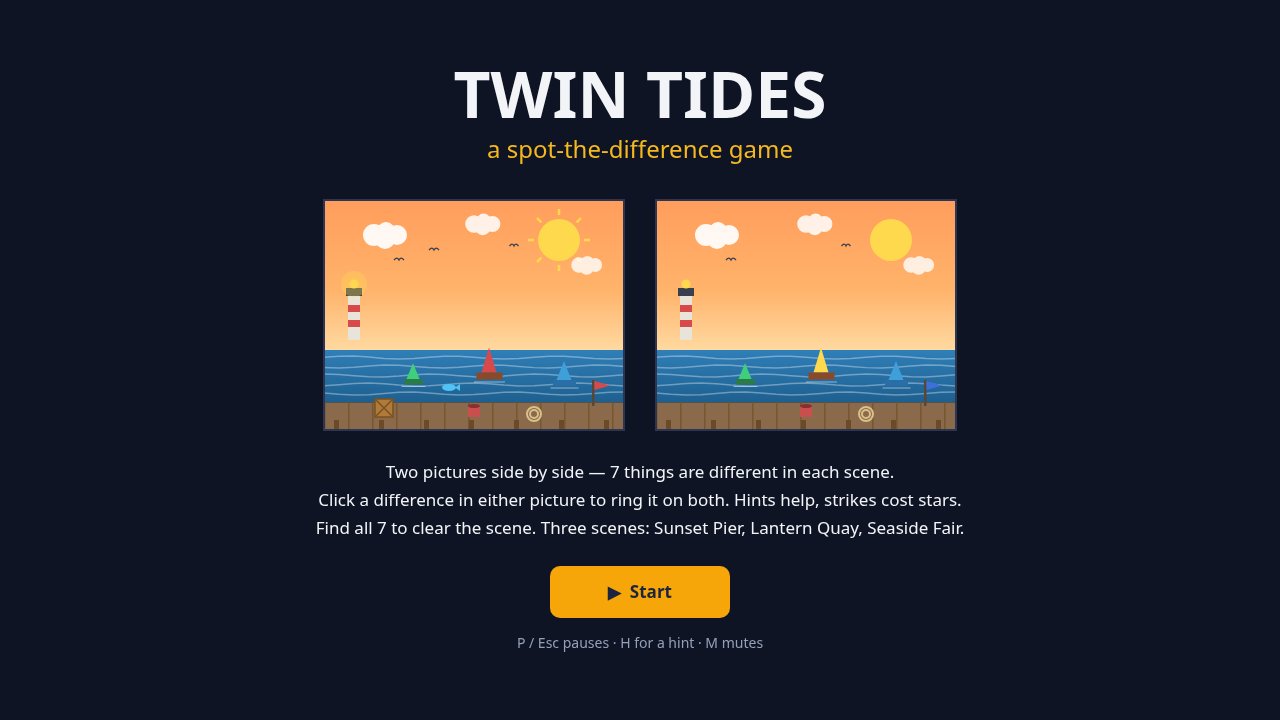 TWIN TIDES
a spot-the-difference game
Two pictures side by side — 7 things are different in each scene.
Click a difference in either picture to ring it on both. Hints help, strikes cost stars.
Find all 7 to clear the scene. Three scenes: Sunset Pier, Lantern Quay, Seaside Fair.
▶ Start
P / Esc pauses · H for a hint · M mutes